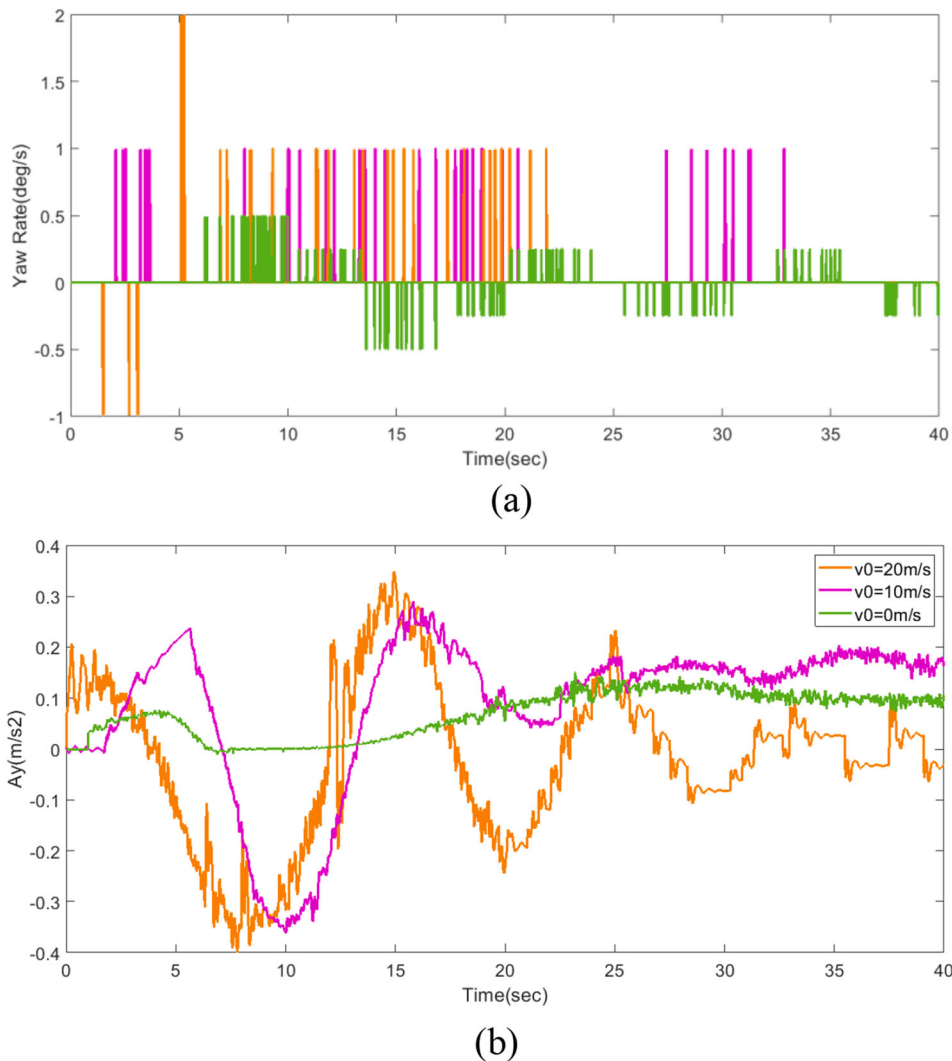 2
1.5
1
0.5
0
-0.5
-1
Yaw Rate(deg/s)
0 5 10 15 20 25 30 35 40
Time(sec)
(a)
0.4
0.3
0.2
0.1
0
-0.1
-0.2
-0.3
-0.4
Ay(m/s2)
v0=20m/s
v0=10m/s
v0=0m/s
0 5 10 15 20 25 30 35 40
Time(sec)
(b)